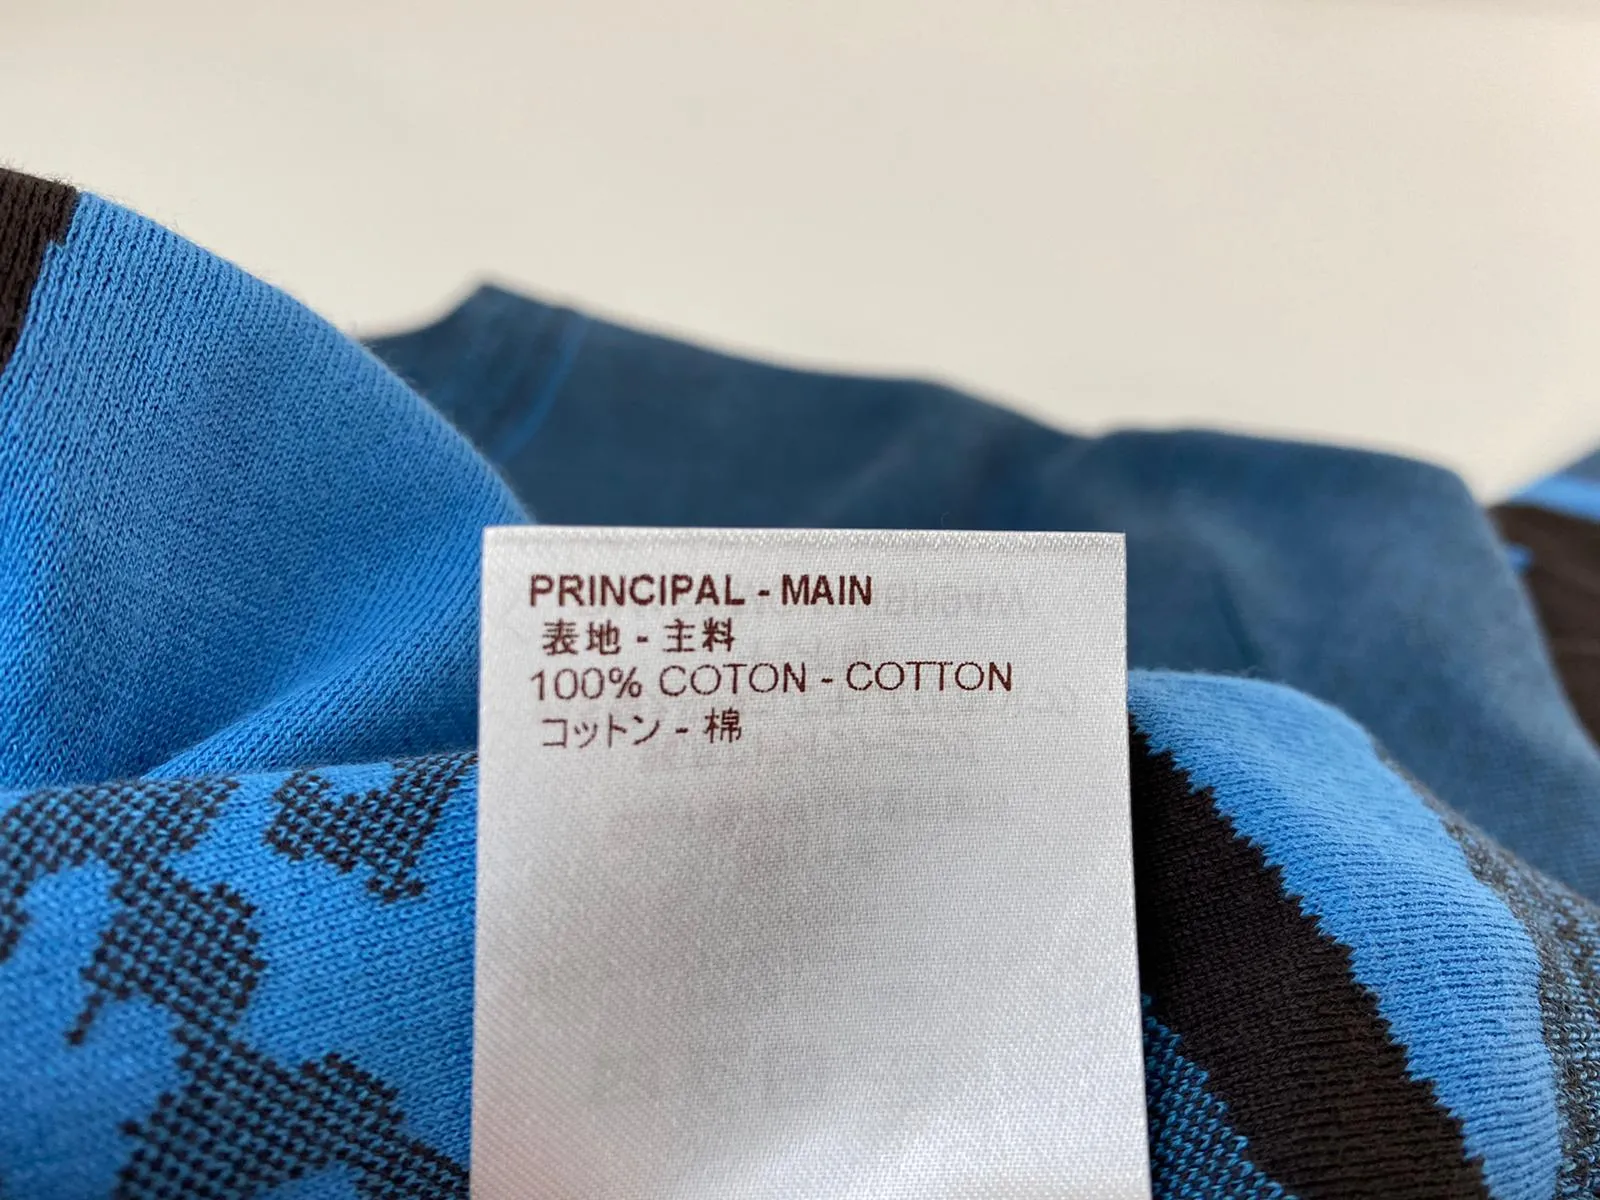 PRINCIPAL - MAIN
表地 - 主料
100% COTON - COTTON
コットン - 棉